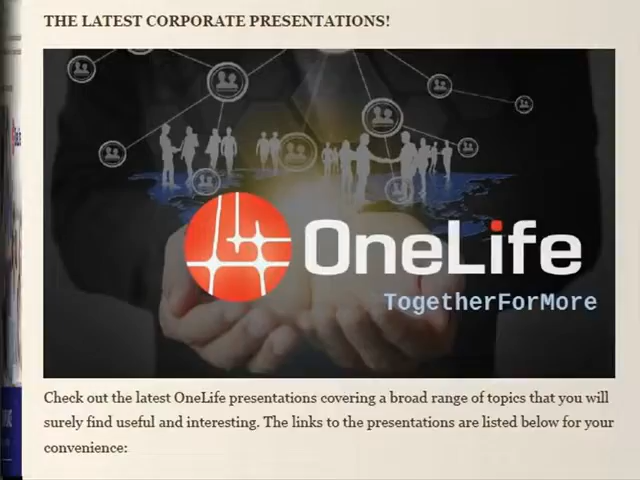 THE LATEST CORPORATE PRESENTATIONS!
OneLife
TogetherForMore
Check out the latest OneLife presentations covering a broad range of topics that you will
surely find useful and interesting. The links to the presentations are listed below for your
convenience: